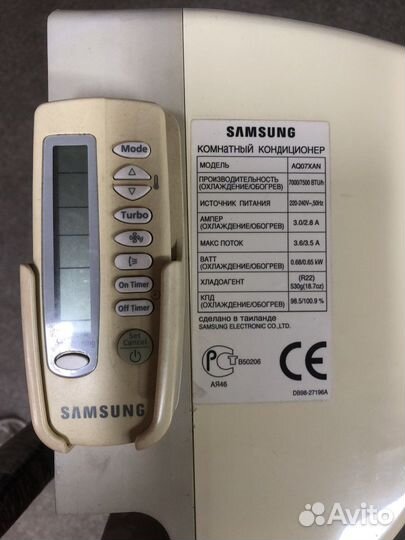 Mode
Turbo
On Timer
Off Timer
Set
Cancel
SAMSUNG
SAMSUNG
КОМНАТНЫЙ КОНДИЦИОНЕР
МОДЕЛЬ AQ07XAN
ПРОИЗВОДИТЕЛЬНОСТЬ (ОХЛАЖДЕНИЕ/ОБОГРЕВ) 7000/7500 BTU/h
ИСТОЧНИК ПИТАНИЯ 220-240V~,50Hz
АМПЕР (ОХЛАЖДЕНИЕ/ОБОГРЕВ) 3.0/2.8 A
МАКС ПОТОК 3.6/3.5 A
ВАТТ (ОХЛАЖДЕНИЕ/ОБОГРЕВ) 0.68/0.65 kW
ХЛАДОАГЕНТ (R22) 530g(18.7oz)
КПД (ОХЛАЖДЕНИЕ/ОБОГРЕВ) 98.5/100.9 %
сделано в таиланде
SAMSUNG ELECTRONIC CO.,LTD.
В50206
АЯ46
CE
DB98-27196A
Avito